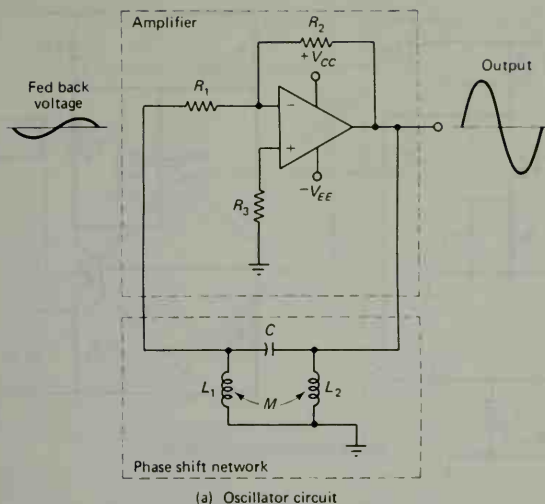 Amplifier
R2
+VCC
Fed back
voltage
R1
Output
−
+
−VEE
R3
C
L1
M
L2
Phase shift network
(a) Oscillator circuit